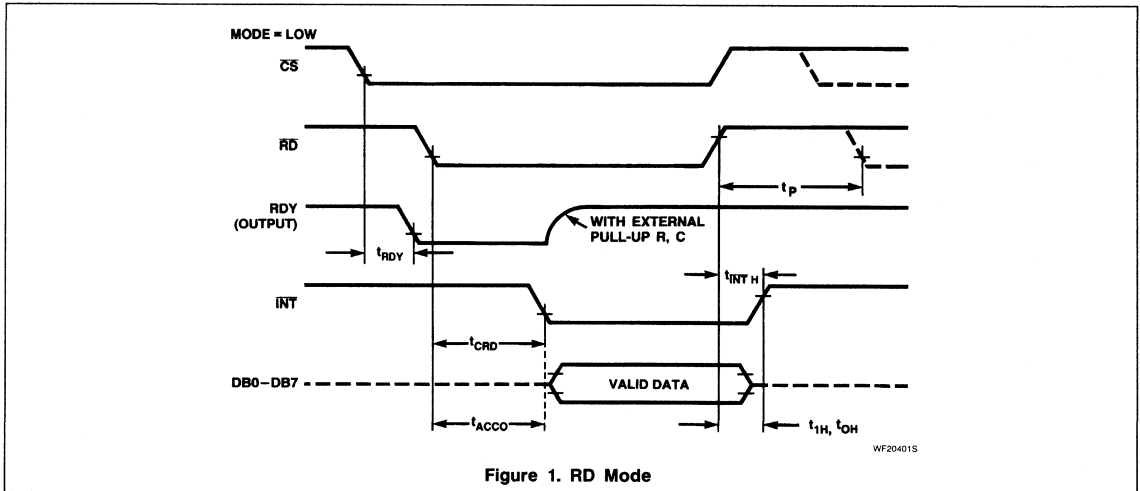 MODE = LOW
CS
RD
tP
RDY
(OUTPUT)
WITH EXTERNAL
PULL-UP R, C
tRDY
tINT H
INT
tCRD
DB0–DB7
VALID DATA
tACCO
t1H, tOH
WF20401S
Figure 1. RD Mode